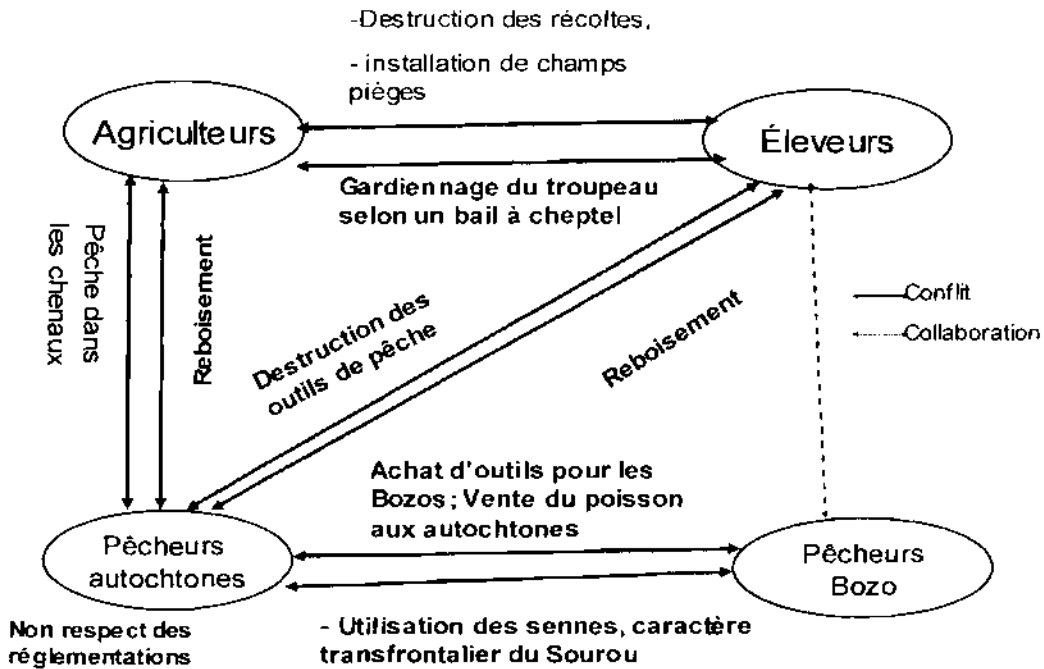 -Destruction des récoltes,
- installation de champs
pièges
Agriculteurs
Éleveurs
Gardiennage du troupeau
selon un bail à cheptel
Pêche dans
les chenaux
Reboisement
Destruction des
outils de pêche
Reboisement
Conflit
Collaboration
Achat d'outils pour les
Bozos; Vente du poisson
aux autochtones
Pêcheurs
autochtones
Pêcheurs
Bozo
Non respect des
réglementations
- Utilisation des sennes, caractère
transfrontalier du Sourou